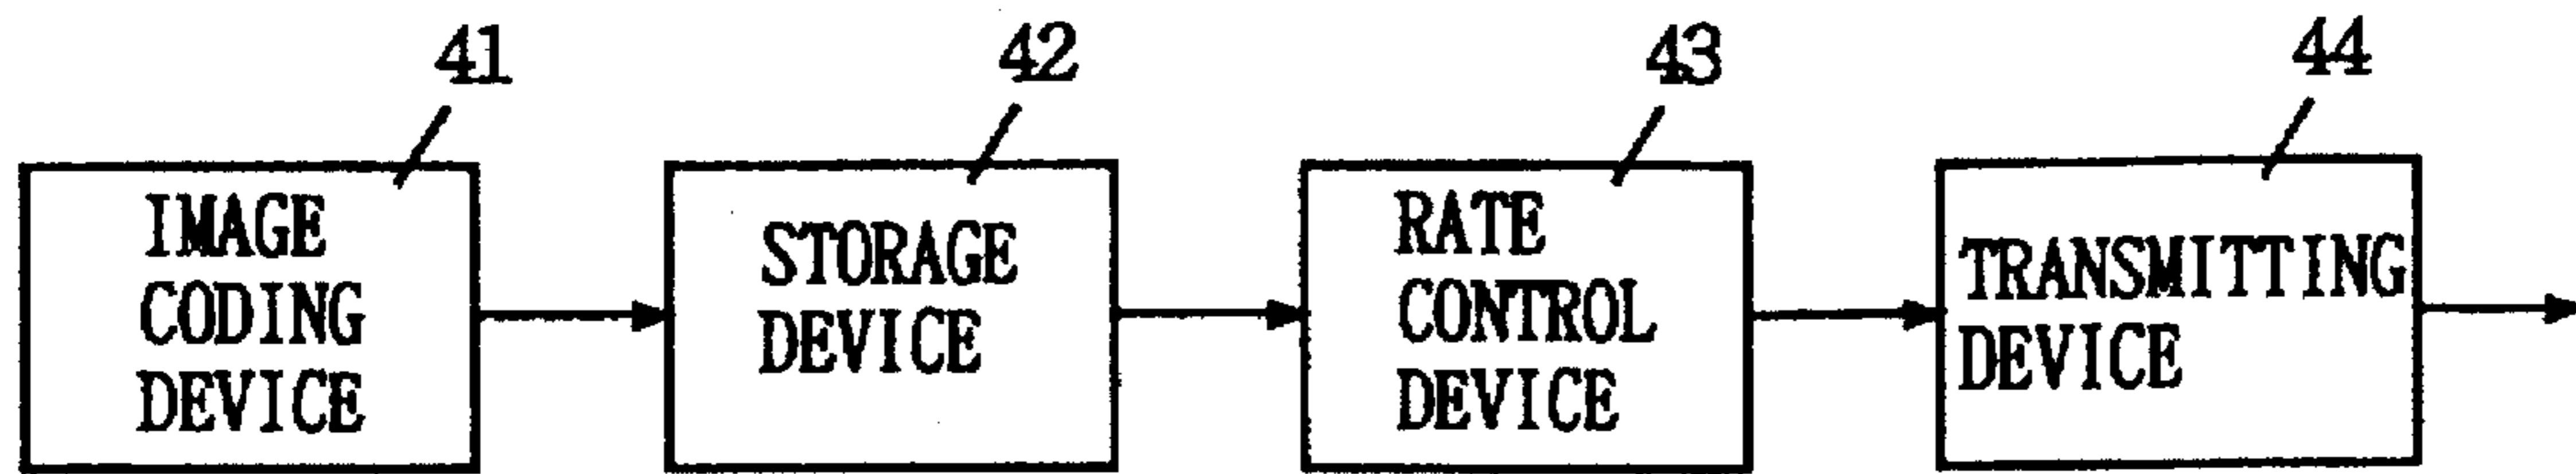 41
42
43
44
IMAGE
CODING
DEVICE
STORAGE
DEVICE
RATE
CONTROL
DEVICE
TRANSMITTING
DEVICE